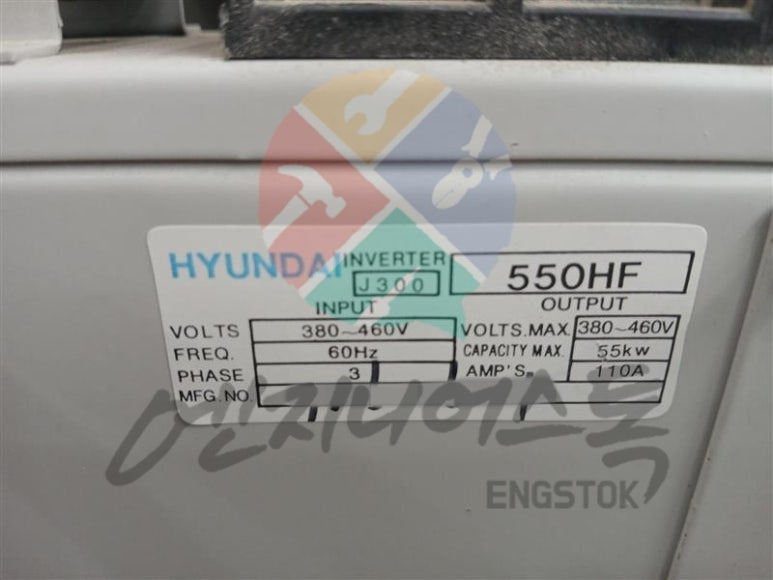 HYUNDAI INVERTER J300 550HF
INPUT OUTPUT
VOLTS 380~460V VOLTS.MAX. 380~460V
FREQ. 60Hz CAPACITY MAX. 55kw
PHASE 3 AMP'S 110A
MFG.NO.
엔지니어스톡
ENGSTOK